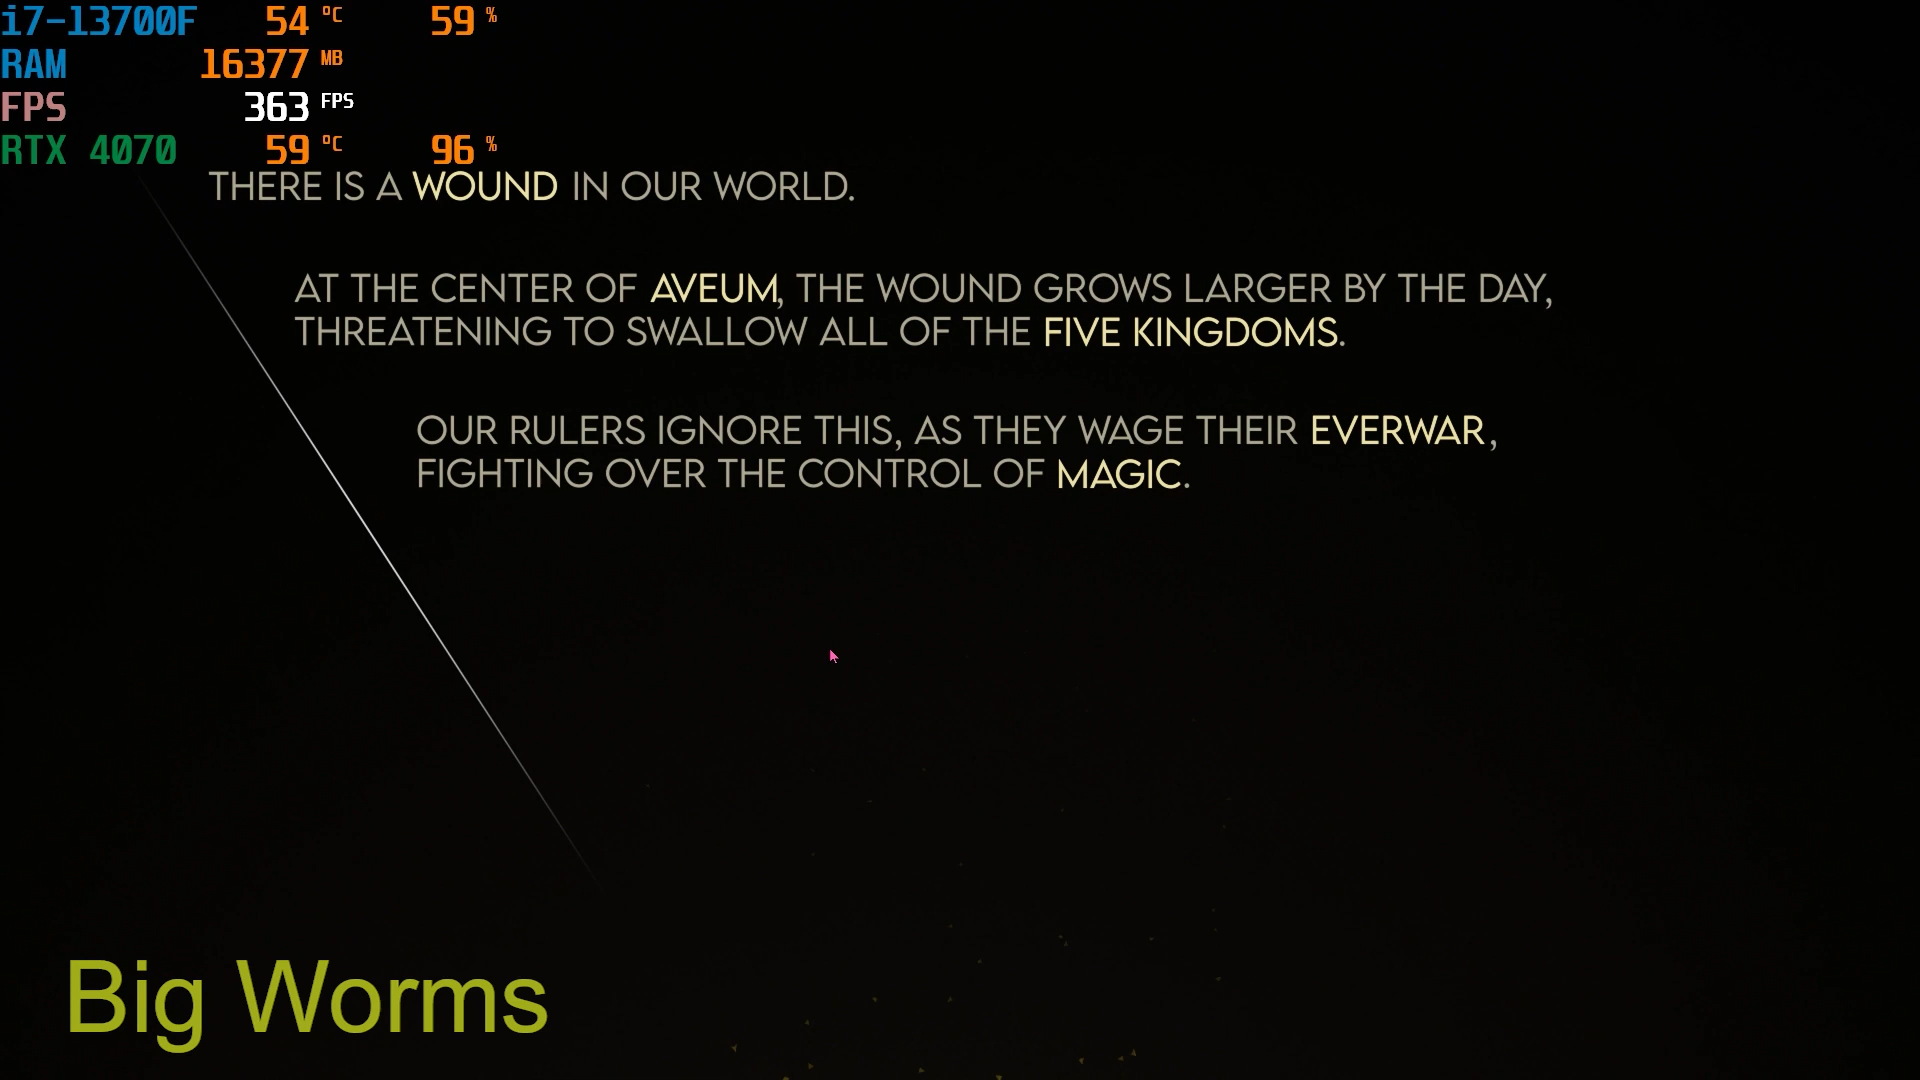 i7-13700F 54 °C 59 %
RAM 16377 MB
FPS 363 FPS
RTX 4070 59 °C 96 %
THERE IS A WOUND IN OUR WORLD.
AT THE CENTER OF AVEUM, THE WOUND GROWS LARGER BY THE DAY,
THREATENING TO SWALLOW ALL OF THE FIVE KINGDOMS.
OUR RULERS IGNORE THIS, AS THEY WAGE THEIR EVERWAR,
FIGHTING OVER THE CONTROL OF MAGIC.
Big Worms